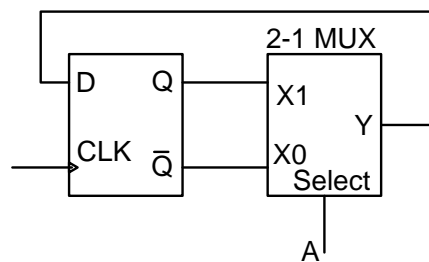 2-1 MUX
D Q
X1
Y
CLK Q̅ X0
Select
A